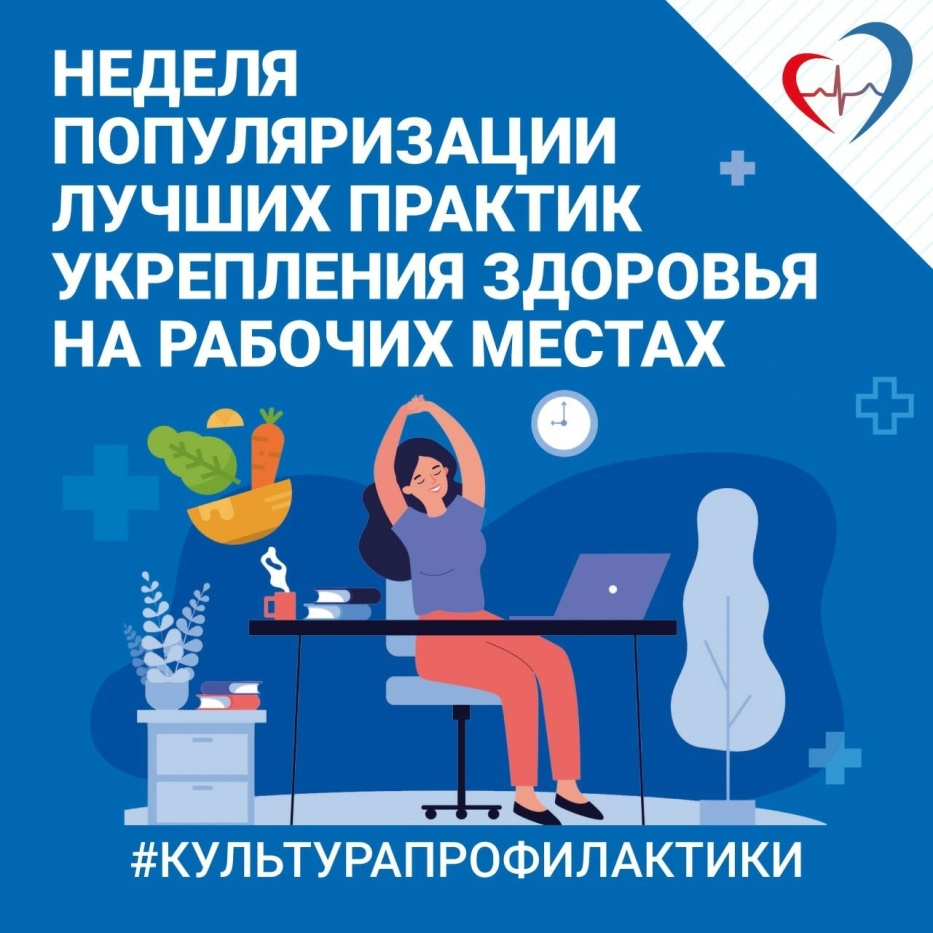 НЕДЕЛЯ
ПОПУЛЯРИЗАЦИИ
ЛУЧШИХ ПРАКТИК
УКРЕПЛЕНИЯ ЗДОРОВЬЯ
НА РАБОЧИХ МЕСТАХ
#КУЛЬТУРАПРОФИЛАКТИКИ